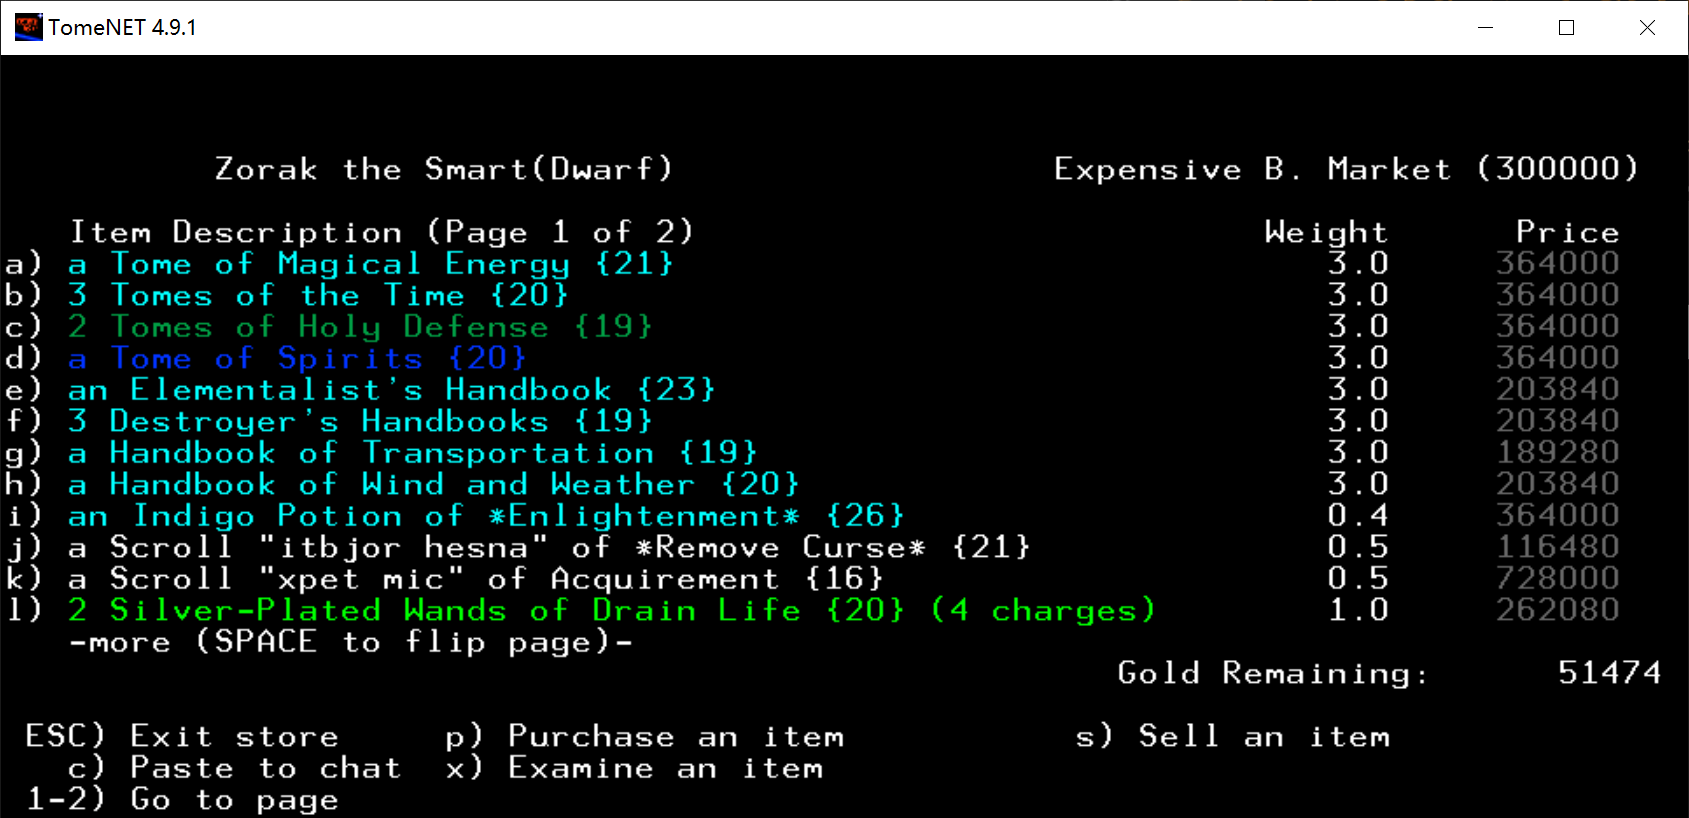 TomeNET 4.9.1
Zorak the Smart(Dwarf) Expensive B. Market (300000)
Item Description (Page 1 of 2) Weight Price
a) a Tome of Magical Energy {21} 3.0 364000
b) 3 Tomes of the Time {20} 3.0 364000
c) 2 Tomes of Holy Defense {19} 3.0 364000
d) a Tome of Spirits {20} 3.0 364000
e) an Elementalist's Handbook {23} 3.0 203840
f) 3 Destroyer's Handbooks {19} 3.0 203840
g) a Handbook of Transportation {19} 3.0 189280
h) a Handbook of Wind and Weather {20} 3.0 203840
i) an Indigo Potion of *Enlightenment* {26} 0.4 364000
j) a Scroll "itbjor hesna" of *Remove Curse* {21} 0.5 116480
k) a Scroll "xpet mic" of Acquirement {16} 0.5 728000
l) 2 Silver-Plated Wands of Drain Life {20} (4 charges) 1.0 262080
-more (SPACE to flip page)-
Gold Remaining: 51474
ESC) Exit store p) Purchase an item s) Sell an item
c) Paste to chat x) Examine an item
1-2) Go to page